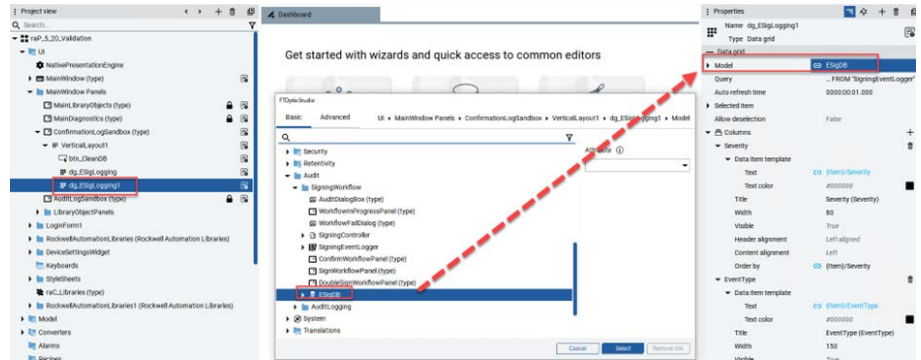 Project view
Search...
raP_5_20_Validation
UI
NativePresentationEngine
MainWindow (type)
MainWindow Panels
MainLibraryObjects (type)
MainDiagnostics (type)
ConfirmationLogSandbox (type)
VerticalLayout1
btn_CleanDB
dg_ESigLogging
dg_ESigLogging1
AuditLogSandbox (type)
LibraryObjectPanels
LoginForm1
RockwellAutomationLibraries (Rockwell Automation Libraries)
DeviceSettingsWidget
Keyboards
StyleSheets
raC_Libraries (type)
RockwellAutomationLibraries1 (Rockwell Automation Libraries)
Model
Converters
Alarms
Recipes
Dashboard
Get started with wizards and quick access to common editors
FTOpticStudio
Basic Advanced UI MainWindow Panels ConfirmationLogSandbox VerticalLayout1 dg_ESigLogging1 Model
Security
Retentivity
Audit
SigningWorkflow
AuditDialogBox (type)
WorkflowInProgressPanel (type)
WorkflowFailDialog (type)
SigningController
SigningEventLogger
ConfirmWorkflowPanel (type)
SignWorkflowPanel (type)
DoubleSignWorkflowPanel (type)
ESigDB
AuditLogging
System
Translations
Attribute
Cancel Select Remove link
Properties
Name dg_ESigLogging1
Type Data grid
Data grid
Model ESigDB
Query ... FROM "SigningEventLogger"
Auto refresh time 0000:00:01.000
Selected item
Allow deselection False
Columns
Severity
Data item template
Text {Item}/Severity
Text color #000000
Title Severity (Severity)
Width 80
Visible True
Header alignment Left aligned
Content alignment Left
Order by {Item}/Severity
EventType
Data item template
Text {Item}/EventType
Text color #000000
Title EventType (EventType)
Width 150
Visible True